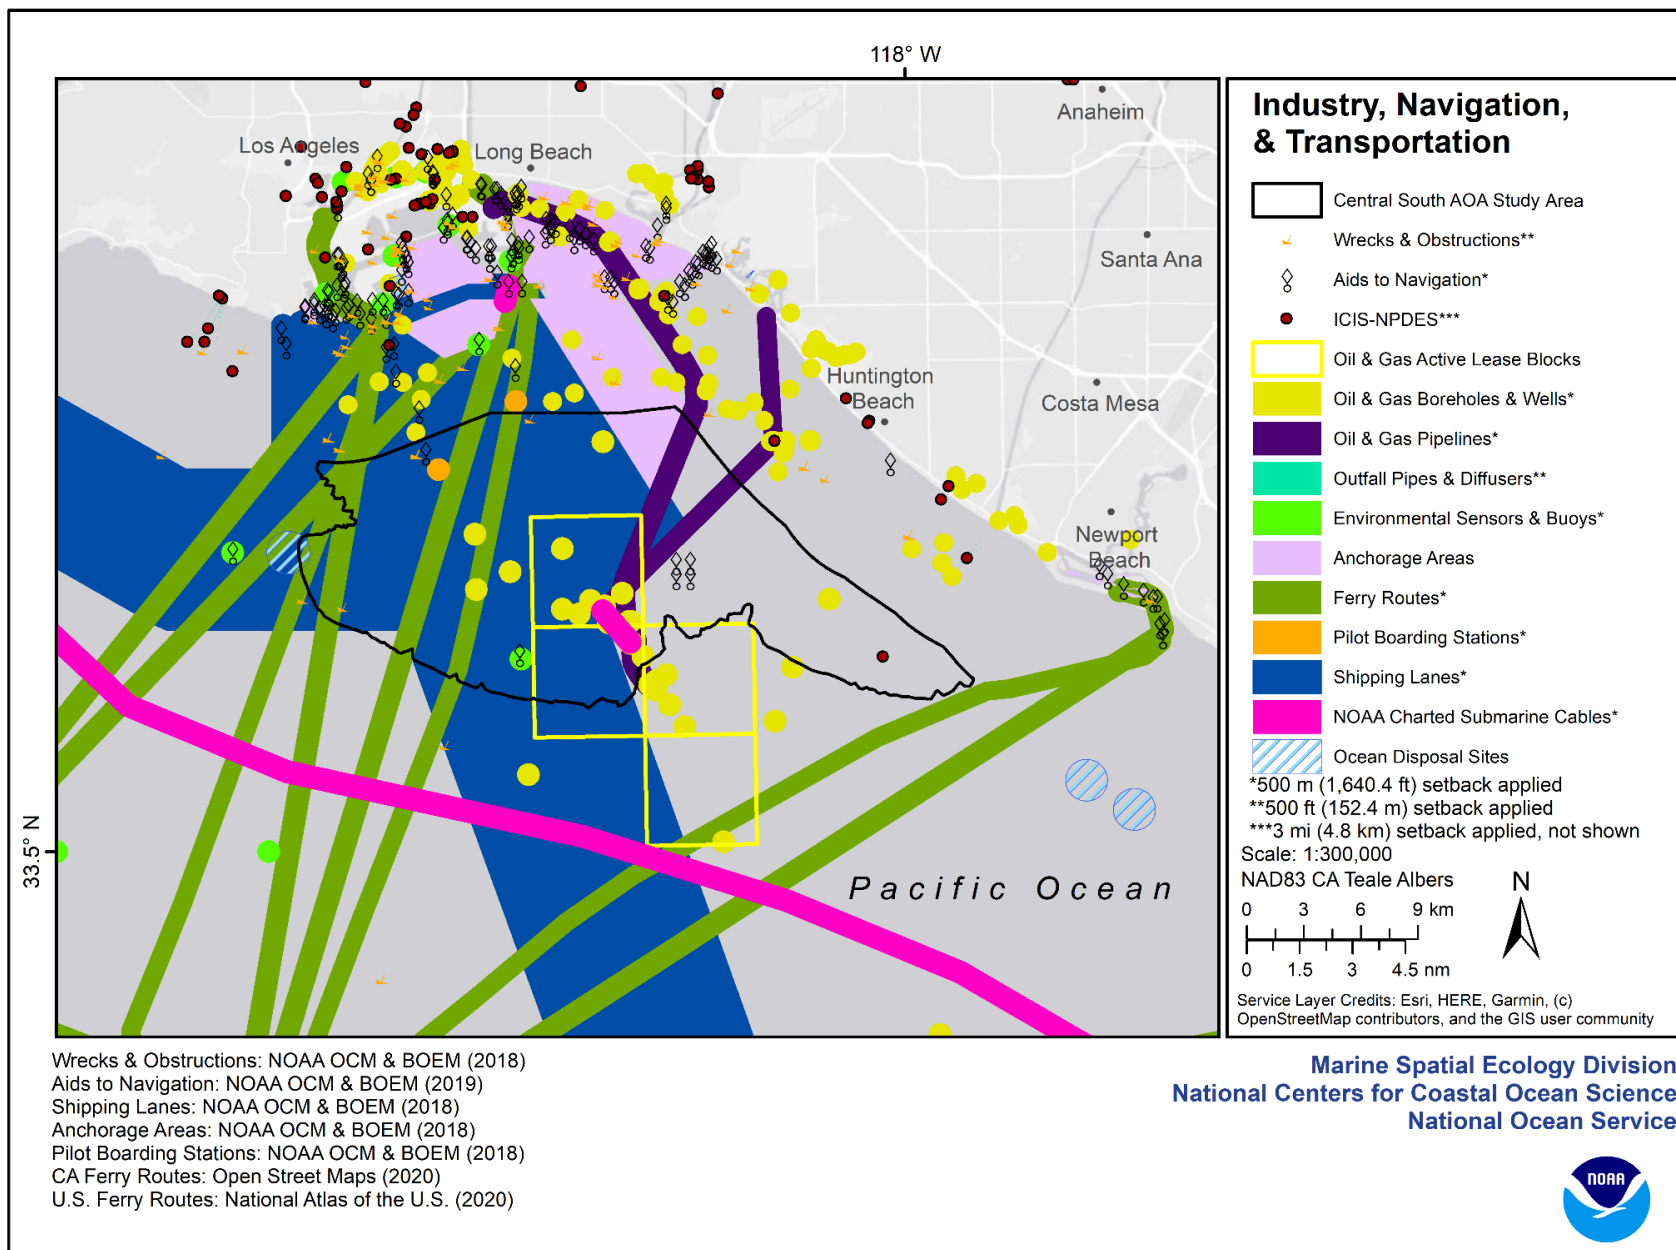 118° W
Anaheim
Los Angeles
Long Beach
Santa Ana
Huntington
Beach
Costa Mesa
Newport
Beach
33.5° N
Pacific Ocean
Industry, Navigation,
& Transportation
Central South AOA Study Area
Wrecks & Obstructions**
Aids to Navigation*
ICIS-NPDES***
Oil & Gas Active Lease Blocks
Oil & Gas Boreholes & Wells*
Oil & Gas Pipelines*
Outfall Pipes & Diffusers**
Environmental Sensors & Buoys*
Anchorage Areas
Ferry Routes*
Pilot Boarding Stations*
Shipping Lanes*
NOAA Charted Submarine Cables*
Ocean Disposal Sites
*500 m (1,640.4 ft) setback applied
**500 ft (152.4 m) setback applied
***3 mi (4.8 km) setback applied, not shown
Scale: 1:300,000
NAD83 CA Teale Albers
N
0 3 6 9 km
0 1.5 3 4.5 nm
Service Layer Credits: Esri, HERE, Garmin, (c)
OpenStreetMap contributors, and the GIS user community
Wrecks & Obstructions: NOAA OCM & BOEM (2018)
Aids to Navigation: NOAA OCM & BOEM (2019)
Shipping Lanes: NOAA OCM & BOEM (2018)
Anchorage Areas: NOAA OCM & BOEM (2018)
Pilot Boarding Stations: NOAA OCM & BOEM (2018)
CA Ferry Routes: Open Street Maps (2020)
U.S. Ferry Routes: National Atlas of the U.S. (2020)
Marine Spatial Ecology Division
National Centers for Coastal Ocean Science
National Ocean Service
NOAA